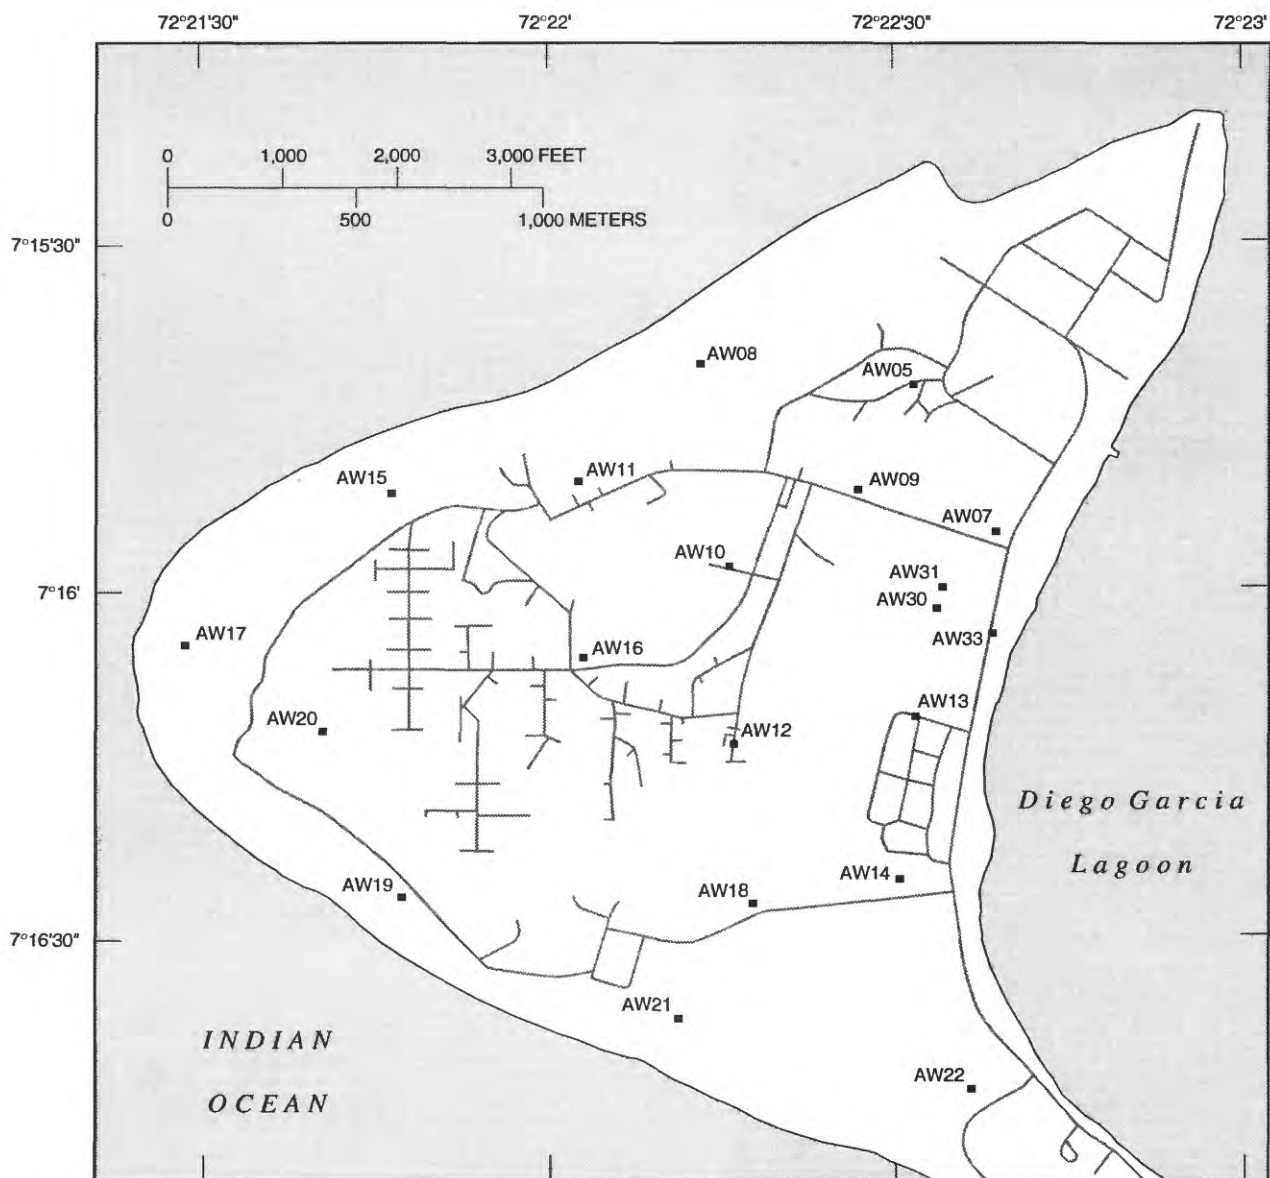 72°21'30" 72°22' 72°22'30" 72°23'
0 1,000 2,000 3,000 FEET
0 500 1,000 METERS
7°15'30"
AW08
AW05
AW11
AW15
AW09
AW07
AW10
AW31
7°16'
AW30
AW17
AW33
AW16
AW13
AW20
AW12
Diego Garcia
Lagoon
AW14
AW19
AW18
7°16'30"
AW21
INDIAN
AW22
OCEAN